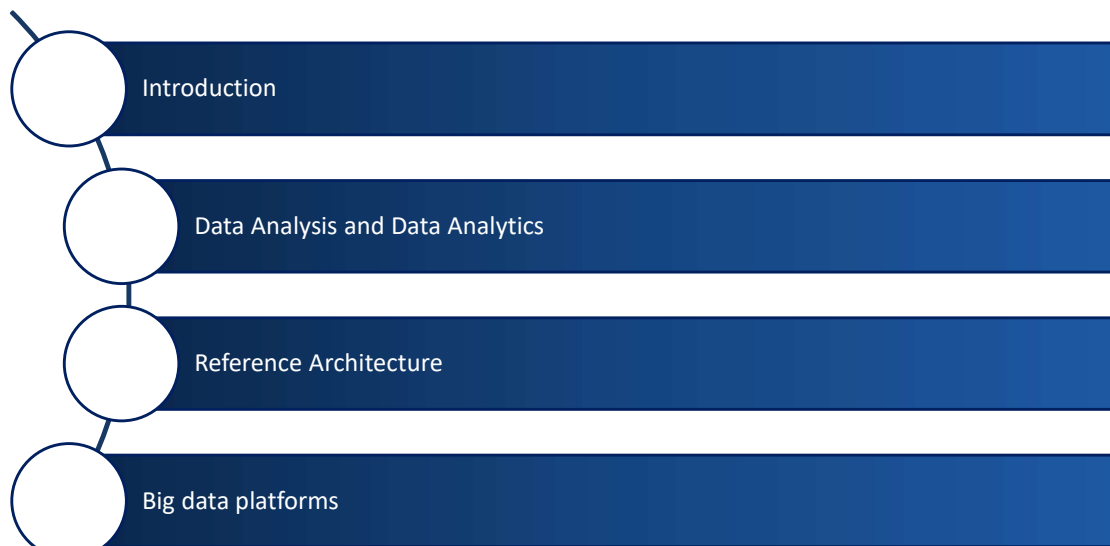 Introduction
Data Analysis and Data Analytics
Reference Architecture
Big data platforms